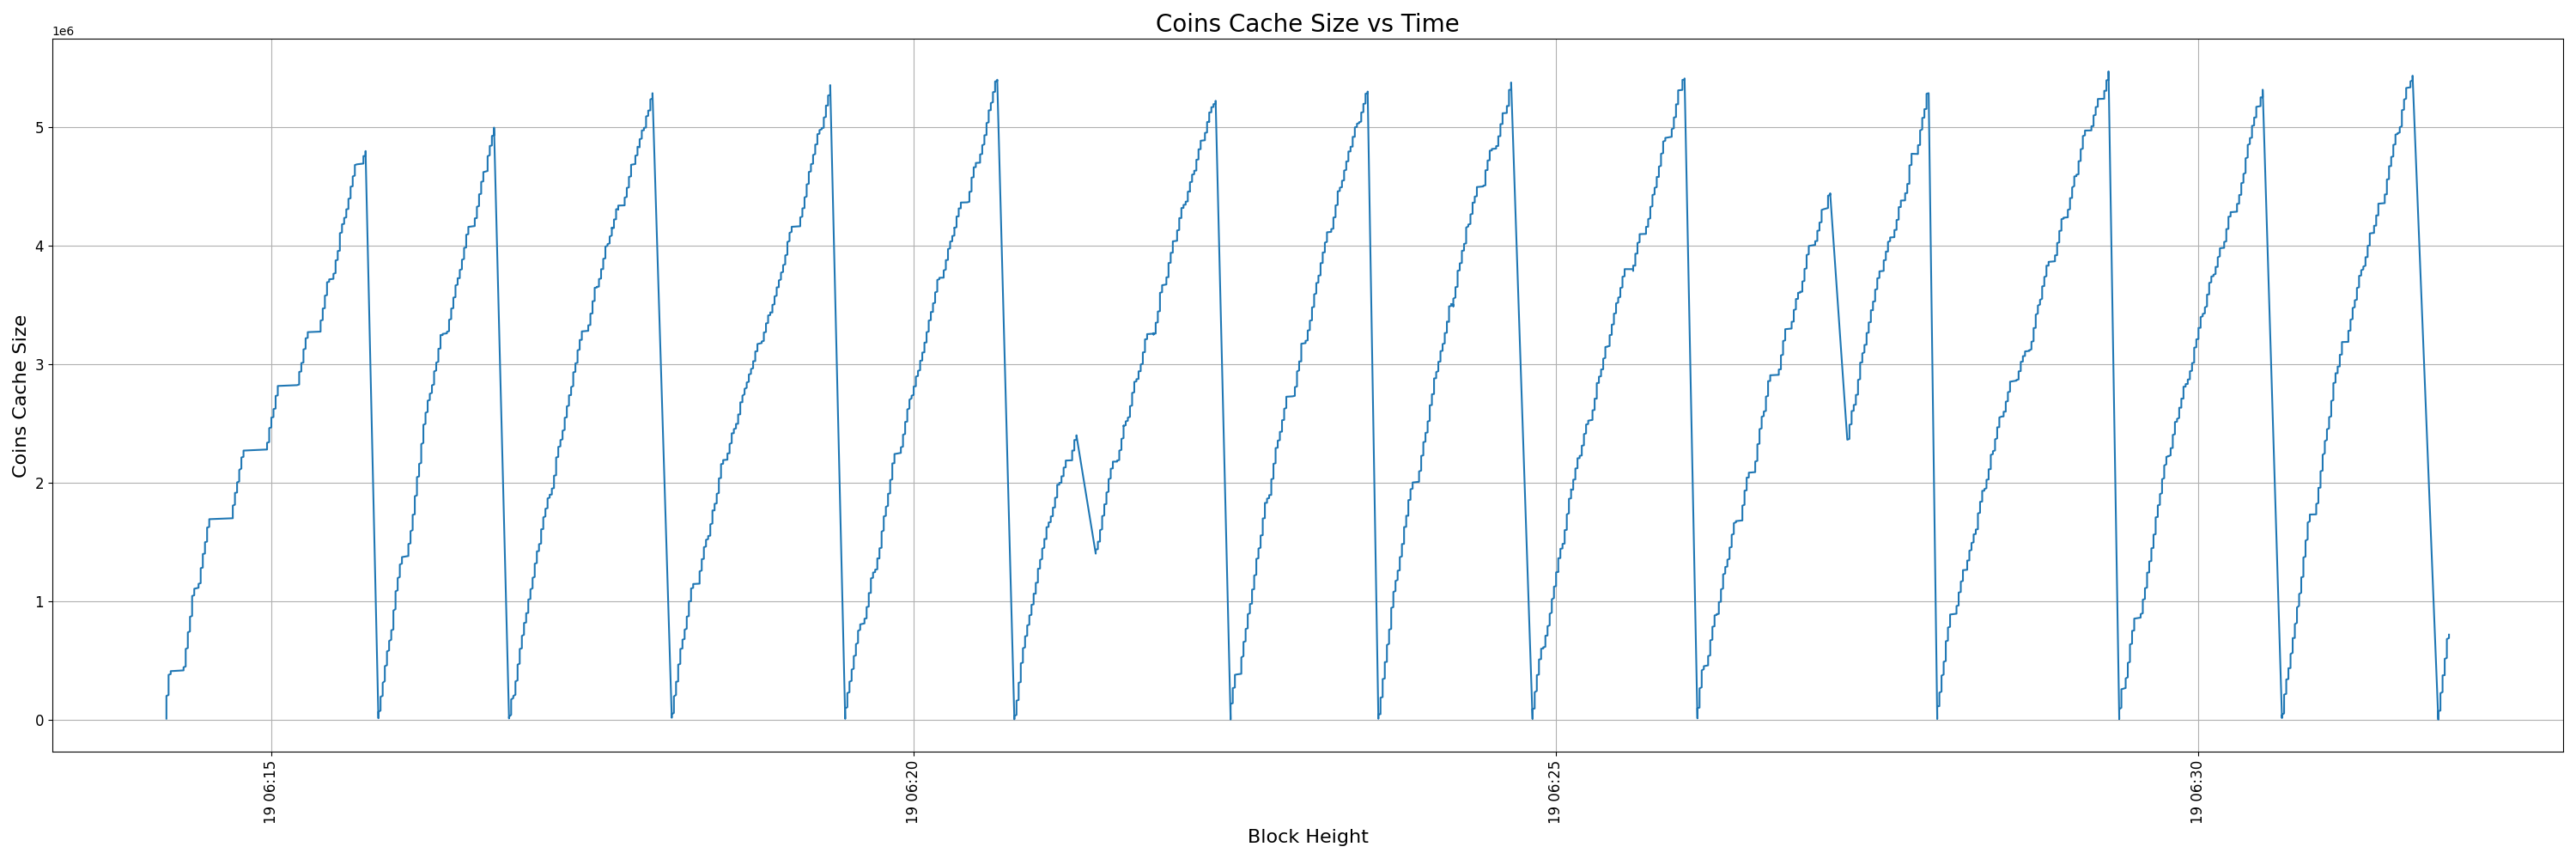 Coins Cache Size vs Time
1e6
5
4
3
2
1
0
Coins Cache Size
19 06:15
19 06:20
19 06:25
19 06:30
Block Height